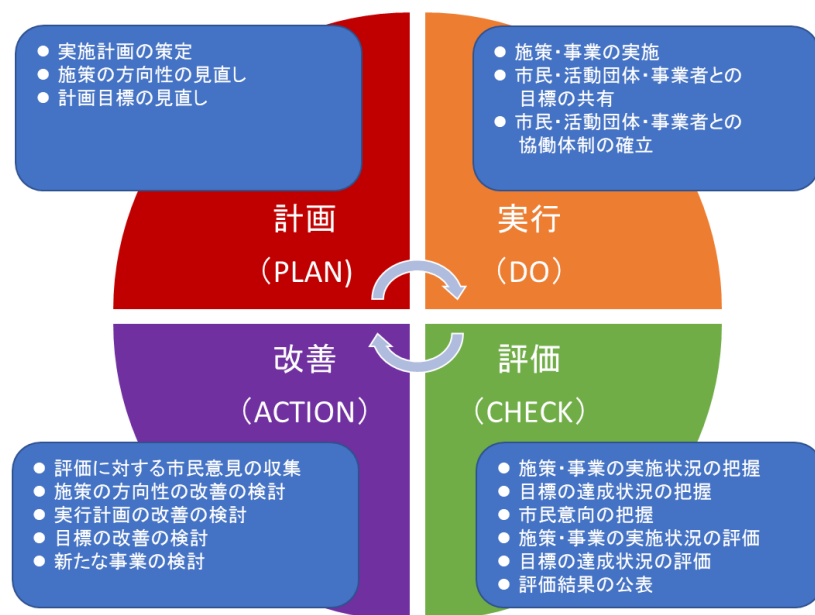 ● 実施計画の策定
● 施策の方向性の見直し
● 計画目標の見直し
計画
（PLAN)
● 施策・事業の実施
● 市民・活動団体・事業者との
目標の共有
● 市民・活動団体・事業者との
協働体制の確立
実行
（DO）
改善
（ACTION）
● 評価に対する市民意見の収集
● 施策の方向性の改善の検討
● 実行計画の改善の検討
● 目標の改善の検討
● 新たな事業の検討
評価
（CHECK）
● 施策・事業の実施状況の把握
● 目標の達成状況の把握
● 市民意向の把握
● 施策・事業の実施状況の評価
● 目標の達成状況の評価
● 評価結果の公表